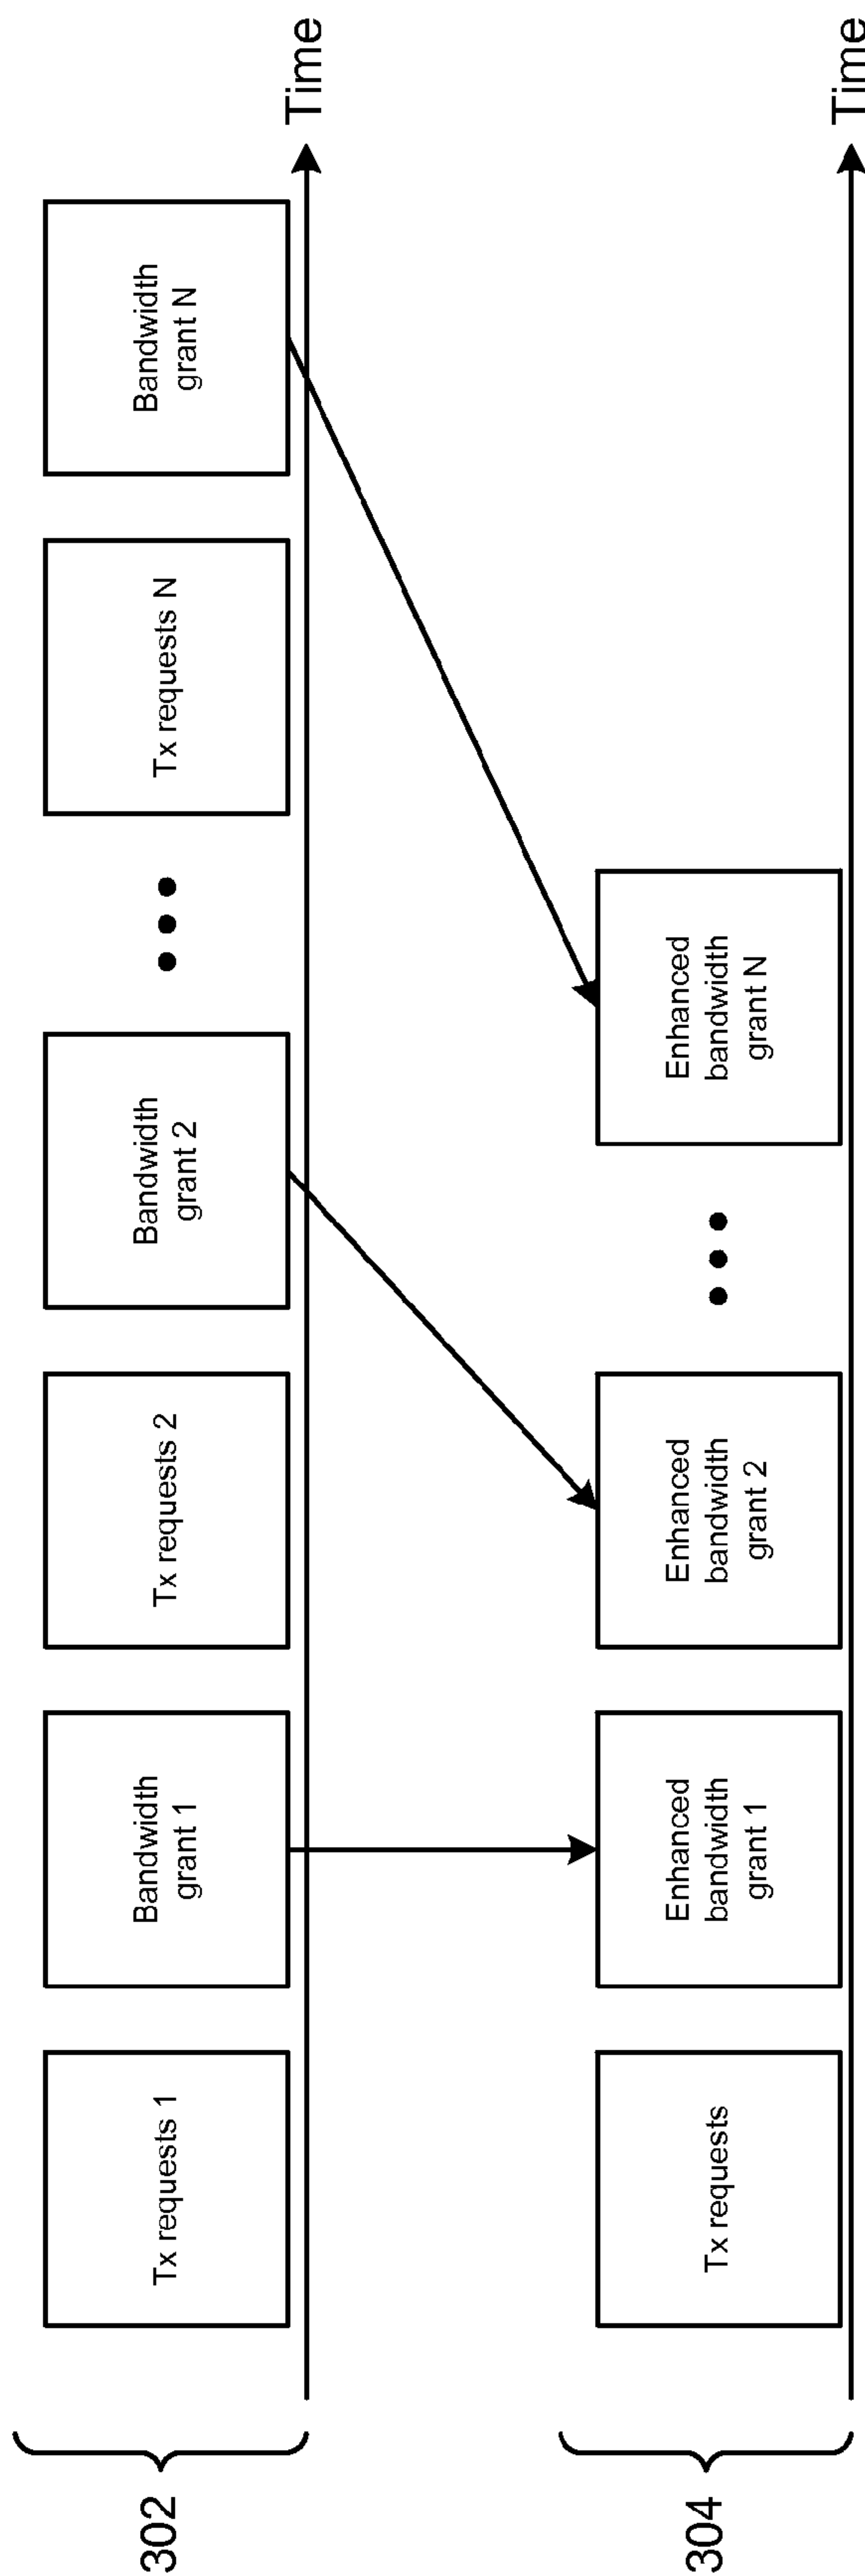 302
Tx requests 1
Bandwidth
grant 1
Tx requests 2
Bandwidth
grant 2
Tx requests N
Bandwidth
grant N
Time
304
Tx requests
Enhanced
bandwidth
grant 1
Enhanced
bandwidth
grant 2
Enhanced
bandwidth
grant N
Time